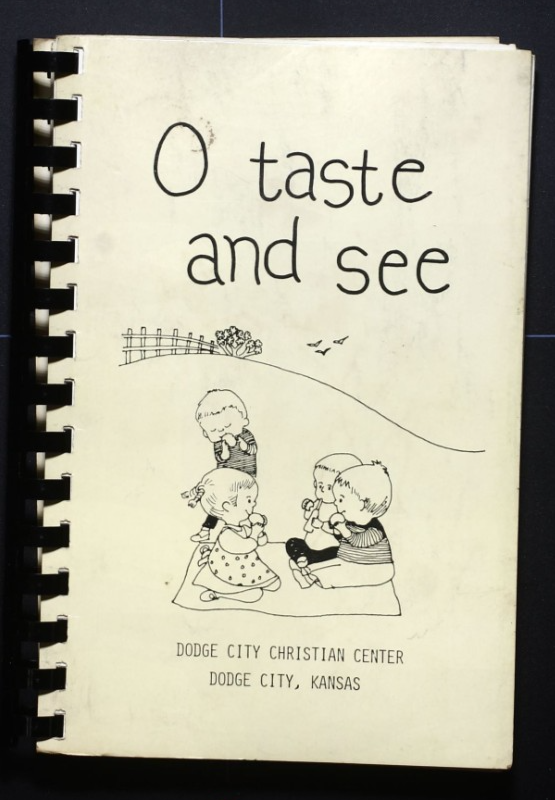 O taste
and see
DODGE CITY CHRISTIAN CENTER
DODGE CITY, KANSAS